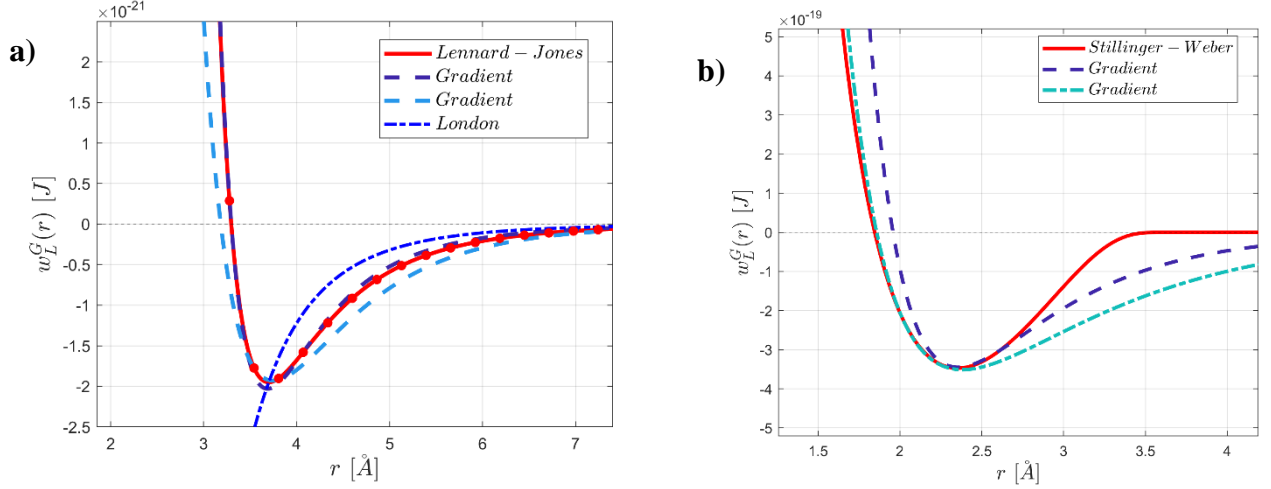 a)
×10⁻²¹
2
1.5
1
0.5
0
-0.5
-1
-1.5
-2
-2.5
w_L^G(r) [J]
2 3 4 5 6 7
r [Å]
Lennard – Jones
Gradient
Gradient
London
b)
×10⁻¹⁹
5
4
3
2
1
0
-1
-2
-3
-4
-5
w_L^G(r) [J]
1.5 2 2.5 3 3.5 4
r [Å]
Stillinger – Weber
Gradient
Gradient